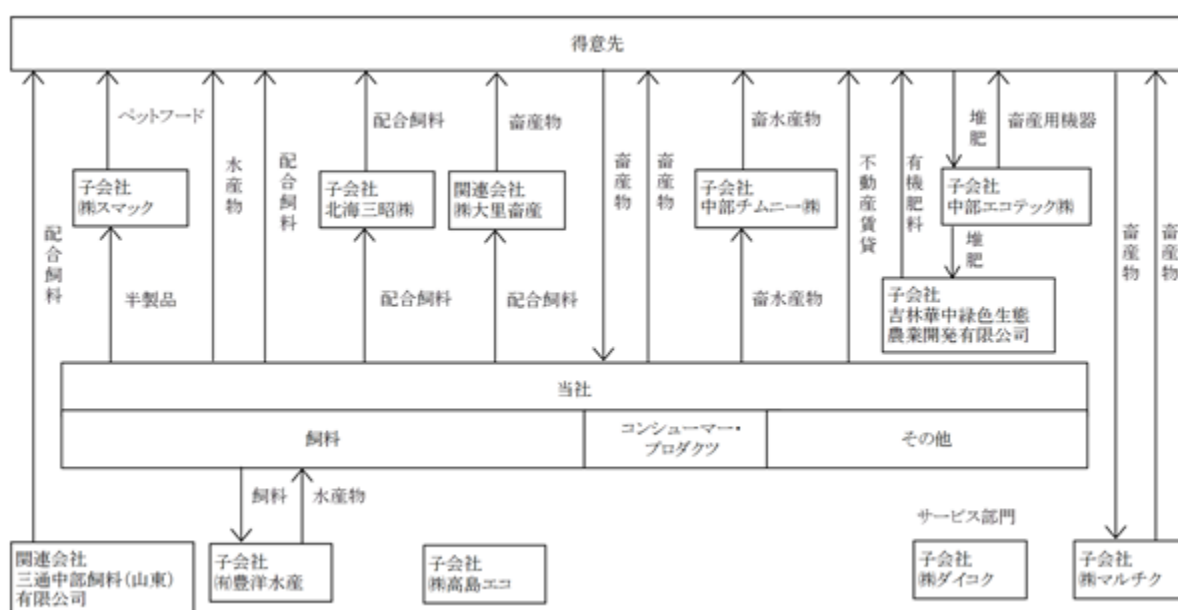 得意先
ペットフード
配合飼料
畜産物
畜水産物
堆肥
畜産用機器
水産物
配合飼料
畜産物
畜産物
不動産賃貸
有機肥料
子会社
㈱スマック
子会社
北海三昭㈱
関連会社
㈱大里畜産
子会社
中部チムニー㈱
子会社
中部エコテック㈱
配合飼料
堆肥
畜産物
畜産物
半製品
配合飼料
配合飼料
畜水産物
子会社
吉林華中緑色生態
農業開発有限公司
当社
飼料
コンシューマー・
プロダクツ
その他
飼料
水産物
サービス部門
関連会社
三通中部飼料(山東)
有限公司
子会社
㈲豊洋水産
子会社
㈱高島エコ
子会社
㈱ダイコク
子会社
㈱マルチク